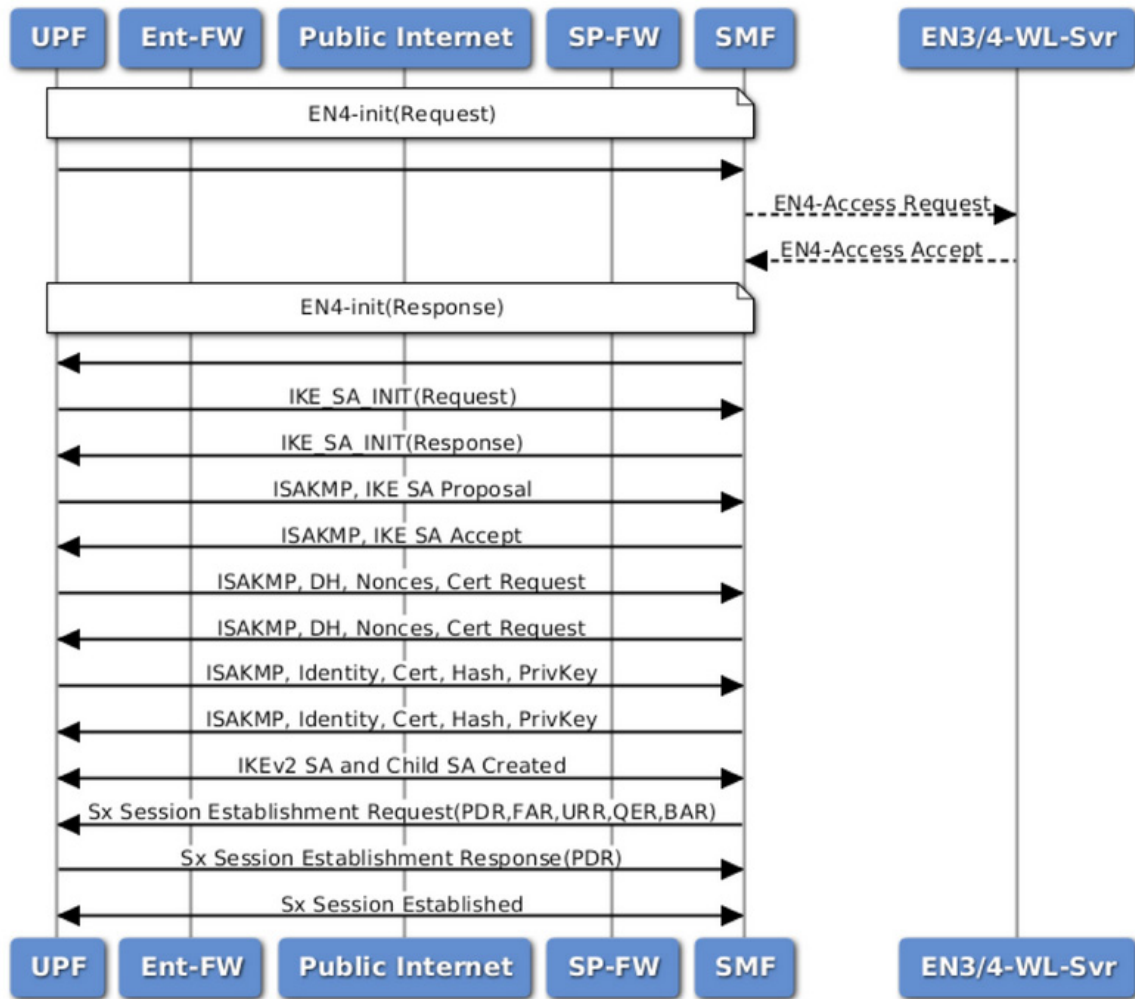 UPF Ent-FW Public Internet SP-FW SMF EN3/4-WL-Svr
EN4-init(Request)
EN4-Access Request
EN4-Access Accept
EN4-init(Response)
IKE_SA_INIT(Request)
IKE_SA_INIT(Response)
ISAKMP, IKE SA Proposal
ISAKMP, IKE SA Accept
ISAKMP, DH, Nonces, Cert Request
ISAKMP, DH, Nonces, Cert Request
ISAKMP, Identity, Cert, Hash, PrivKey
ISAKMP, Identity, Cert, Hash, PrivKey
IKEv2 SA and Child SA Created
Sx Session Establishment Request(PDR,FAR,URR,QER,BAR)
Sx Session Establishment Response(PDR)
Sx Session Established
UPF Ent-FW Public Internet SP-FW SMF EN3/4-WL-Svr